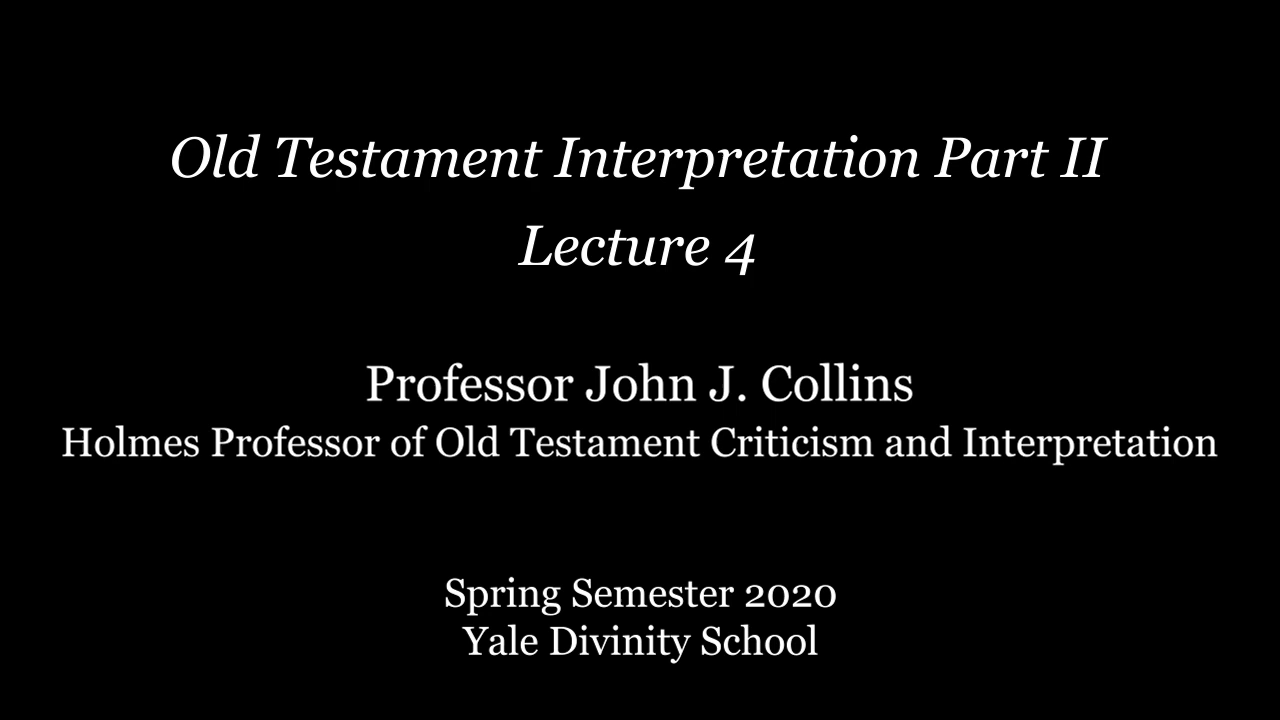 Old Testament Interpretation Part II
Lecture 4
Professor John J. Collins
Holmes Professor of Old Testament Criticism and Interpretation
Spring Semester 2020
Yale Divinity School